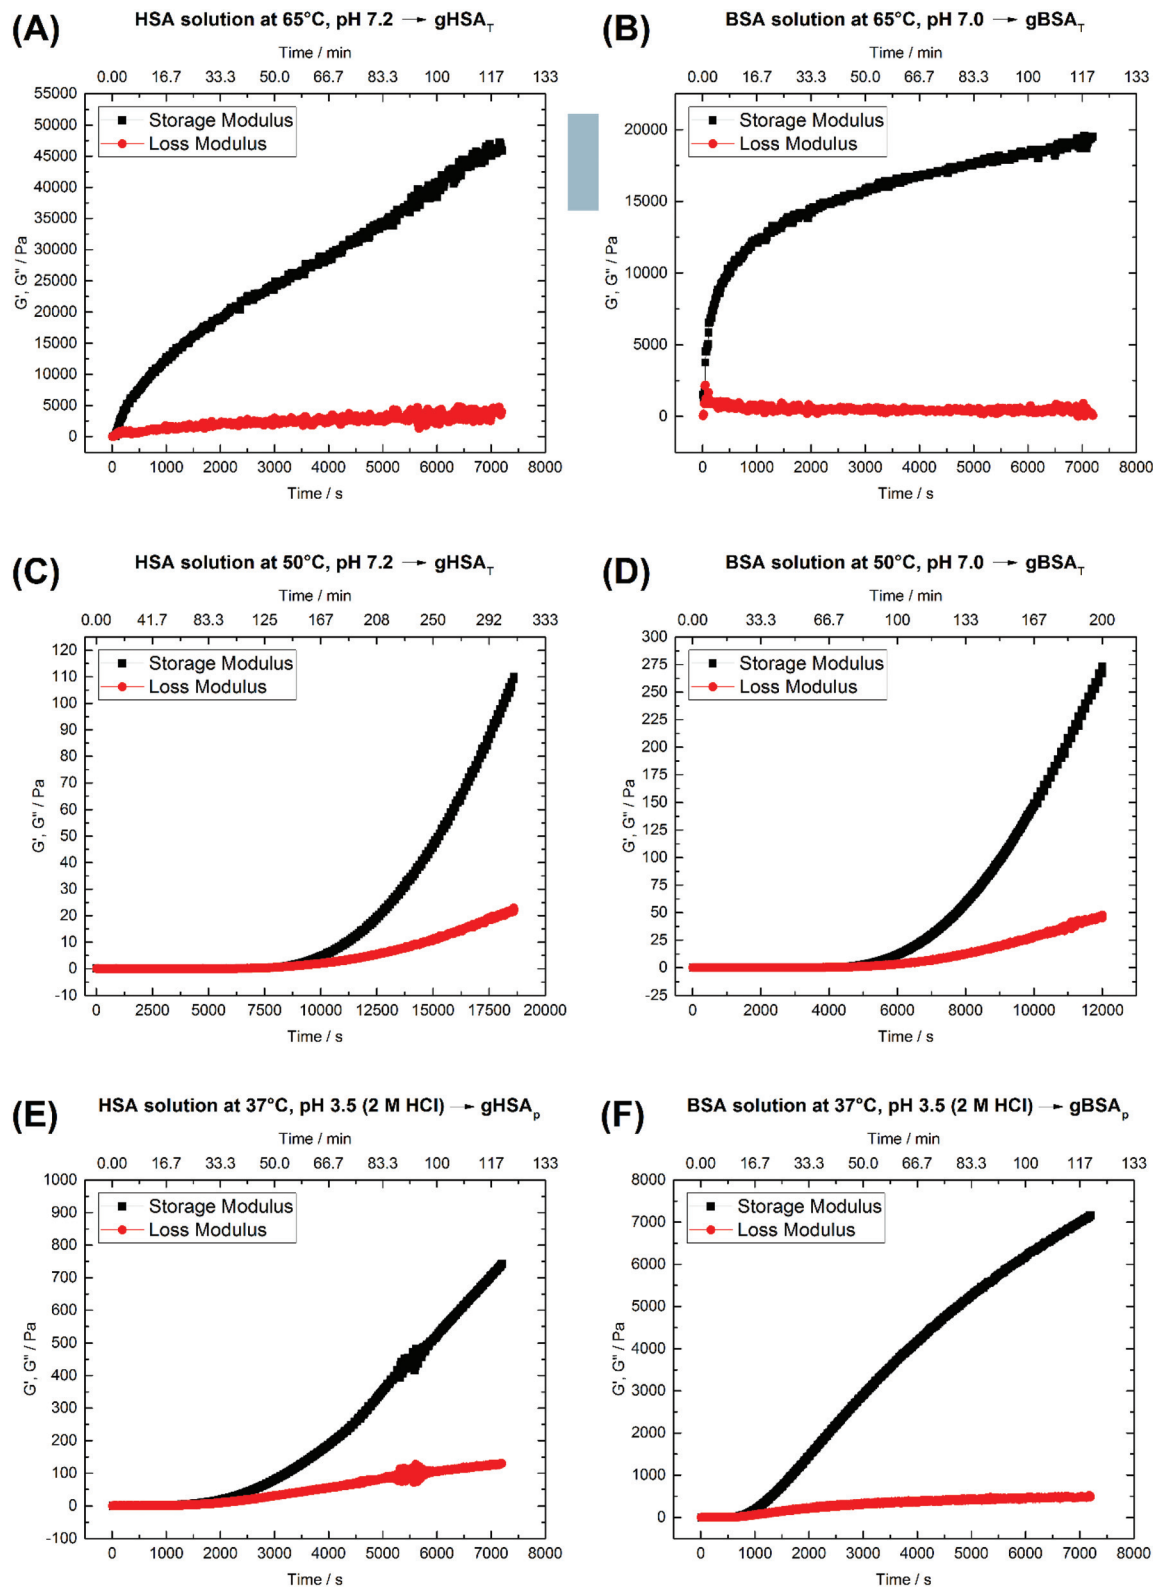 (A)
HSA solution at 65°C, pH 7.2 → gHSA_T
Time / min
0.00 16.7 33.3 50.0 66.7 83.3 100 117 133
55000
50000
45000
40000
35000
30000
25000
20000
15000
10000
5000
0
G', G'' / Pa
Storage Modulus
Loss Modulus
0 1000 2000 3000 4000 5000 6000 7000 8000
Time / s
(B)
BSA solution at 65°C, pH 7.0 → gBSA_T
Time / min
0.00 16.7 33.3 50.0 66.7 83.3 100 117 133
20000
15000
10000
5000
0
G', G'' / Pa
Storage Modulus
Loss Modulus
0 1000 2000 3000 4000 5000 6000 7000 8000
Time / s
(C)
HSA solution at 50°C, pH 7.2 → gHSA_T
Time / min
0.00 41.7 83.3 125 167 208 250 292 333
120
110
100
90
80
70
60
50
40
30
20
10
0
-10
G', G'' / Pa
Storage Modulus
Loss Modulus
0 2500 5000 7500 10000 12500 15000 17500 20000
Time / s
(D)
BSA solution at 50°C, pH 7.0 → gBSA_T
Time / min
0.00 33.3 66.7 100 133 167 200
300
275
250
225
200
175
150
125
100
75
50
25
0
-25
G', G'' / Pa
Storage Modulus
Loss Modulus
0 2000 4000 6000 8000 10000 12000
Time / s
(E)
HSA solution at 37°C, pH 3.5 (2 M HCl) → gHSA_p
Time / min
0.00 16.7 33.3 50.0 66.7 83.3 100 117 133
1000
900
800
700
600
500
400
300
200
100
0
-100
G', G'' / Pa
Storage Modulus
Loss Modulus
0 1000 2000 3000 4000 5000 6000 7000 8000
Time / s
(F)
BSA solution at 37°C, pH 3.5 (2 M HCl) → gBSA_p
Time / min
0.00 16.7 33.3 50.0 66.7 83.3 100 117 133
8000
7000
6000
5000
4000
3000
2000
1000
0
G', G'' / Pa
Storage Modulus
Loss Modulus
0 1000 2000 3000 4000 5000 6000 7000 8000
Time / s